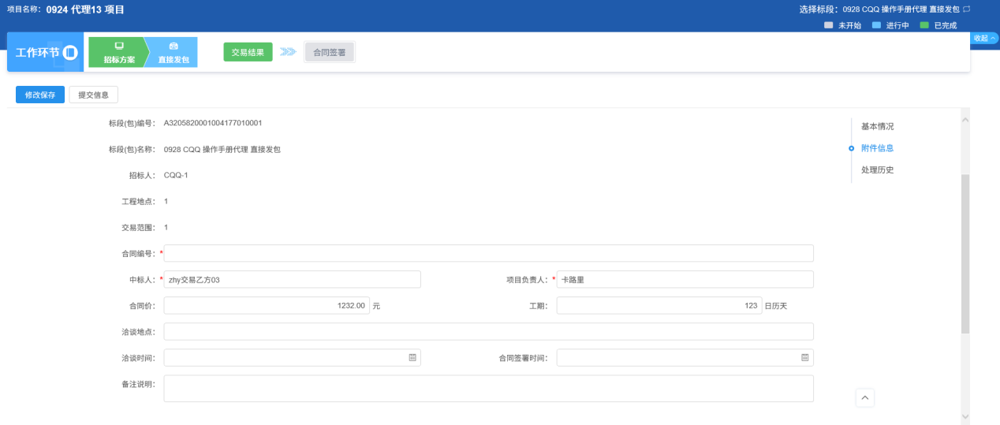 项目名称: 0924 代理13 项目
选择标段: 0928 CQQ 操作手册代理 直接发包
未开始 进行中 已完成
收起
工作环节 招标方案 直接发包 交易结果 合同签署
修改保存 提交信息
标段(包)编号: A3205820001004177010001
基本情况
标段(包)名称: 0928 CQQ 操作手册代理 直接发包
附件信息
招标人: CQQ-1
处理历史
工程地点: 1
交易范围: 1
合同编号: *
中标人: * zhy交易乙方03 项目负责人: * 卡路里
合同价: 1232.00 元 工期: 123 日历天
洽谈地点:
洽谈时间: 合同签署时间:
备注说明: